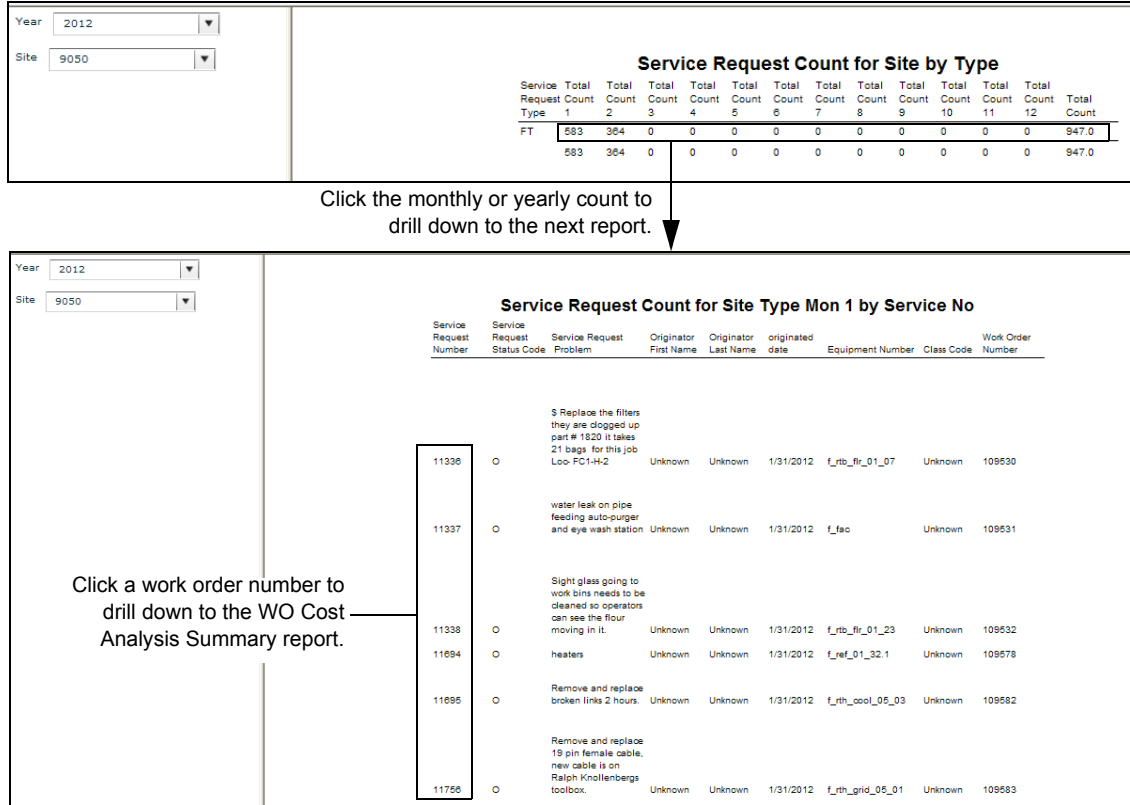 Year 2012
Site 9050
Service Request Count for Site by Type
Service Total Total Total Total Total Total Total Total Total Total Total Total
Request Count Count Count Count Count Count Count Count Count Count Count Count Total
Type 1 2 3 4 5 6 7 8 9 10 11 12 Count
FT 583 364 0 0 0 0 0 0 0 0 0 0 947.0
583 364 0 0 0 0 0 0 0 0 0 0 947.0
Click the monthly or yearly count to
drill down to the next report.
Year 2012
Site 9050
Service Request Count for Site Type Mon 1 by Service No
Service Service
Request Request Service Request Originator Originator originated Work Order
Number Status Code Problem First Name Last Name date Equipment Number Class Code Number
$ Replace the filters
they are clogged up
part # 1820 it takes
21 bags for this job
11336 O Loc- FC1-H-2 Unknown Unknown 1/31/2012 f_rtb_flr_01_07 Unknown 109530
water leak on pipe
feeding auto-purger
11337 O and eye wash station Unknown Unknown 1/31/2012 f_fac Unknown 109531
Click a work order number to
drill down to the WO Cost
Analysis Summary report.
Sight glass going to
work bins needs to be
cleaned so operators
can see the flour
11338 O moving in it. Unknown Unknown 1/31/2012 f_rtb_flr_01_23 Unknown 109532
11694 O heaters Unknown Unknown 1/31/2012 f_ref_01_32.1 Unknown 109578
Remove and replace
11695 O broken links 2 hours. Unknown Unknown 1/31/2012 f_rth_cool_05_03 Unknown 109582
Remove and replace
19 pin female cable,
new cable is on
Ralph Knollenbergs
11756 O toolbox. Unknown Unknown 1/31/2012 f_rth_grid_05_01 Unknown 109583